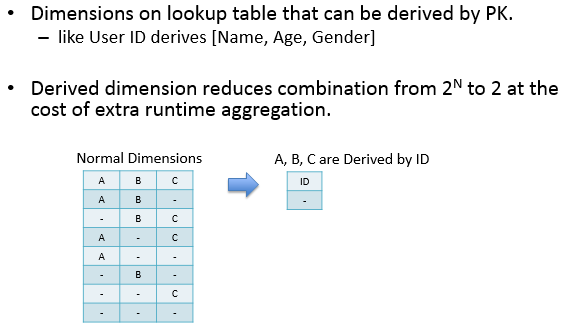 • Dimensions on lookup table that can be derived by PK.
– like User ID derives [Name, Age, Gender]
• Derived dimension reduces combination from 2ᴺ to 2 at the
cost of extra runtime aggregation.
Normal Dimensions
A B C
A B -
- B C
A - C
A - -
- B -
- - C
- - -
A, B, C are Derived by ID
ID
-